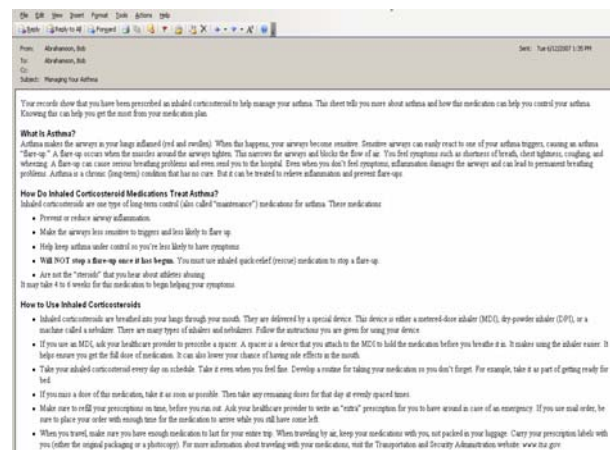 File Edit View Insert Format Tools Actions Help
Reply Reply to All Forward
From: Abrahamson, Bob Sent: Tue 6/12/2007 1:35 PM
To: Abrahamson, Bob
Cc:
Subject: Managing Your Asthma
Your records show that you have been prescribed an inhaled corticosteroid to help manage your asthma. This sheet tells you more about asthma and how this medication can help you control your asthma.
Knowing this can help you get the most from your medication plan.
What Is Asthma?
Asthma makes the airways in your lungs inflamed (red and swollen). When this happens, your airways become sensitive. Sensitive airways can easily react to one of your asthma triggers, causing an asthma
"flare-up." A flare-up occurs when the muscles around the airways tighten. This narrows the airways and blocks the flow of air. You feel symptoms such as shortness of breath, chest tightness, coughing, and
wheezing. A flare-up can cause serious breathing problems and even send you to the hospital. Even when you don't feel symptoms, inflammation damages the airways and can lead to permanent breathing
problems. Asthma is a chronic (long-term) condition that has no cure. But it can be treated to relieve inflammation and prevent flare-ups.
How Do Inhaled Corticosteroid Medications Treat Asthma?
Inhaled corticosteroids are one type of long-term control (also called "maintenance") medications for asthma. These medications
• Prevent or reduce airway inflammation.
• Make the airways less sensitive to triggers and less likely to flare up.
• Help keep asthma under control so you're less likely to have symptoms.
• Will NOT stop a flare-up once it has begun. You must use inhaled quick-relief (rescue) medication to stop a flare-up.
• Are not the "steroids" that you hear about athletes abusing.
It may take 4 to 6 weeks for this medication to begin helping your symptoms.
How to Use Inhaled Corticosteroids
• Inhaled corticosteroids are breathed into your lungs through your mouth. They are delivered by a special device. This device is either a metered-dose inhaler (MDI), dry-powder inhaler (DPI), or a
machine called a nebulizer. There are many types of inhalers and nebulizers. Follow the instructions you are given for using your device.
• If you use an MDI, ask your healthcare provider to prescribe a spacer. A spacer is a device that you attach to the MDI to hold the medication before you breathe it in. It makes using the inhaler easier. It
helps ensure you get the full dose of medication. It can also lower your chance of having side effects in the mouth.
• Take your inhaled corticosteroid every day on schedule. Take it even when you feel fine. Develop a routine for taking your medication so you don't forget. For example, take it as part of getting ready for
bed.
• If you miss a dose of this medication, take it as soon as possible. Then take any remaining doses for that day at evenly spaced times.
• Make sure to refill your prescriptions on time, before you run out. Ask your healthcare provider to write an "extra" prescription for you to have around in case of an emergency. If you use mail order, be
sure to place your order with enough time for the medication to arrive while you still have some left.
• When you travel, make sure you have enough medication to last for your entire trip. When traveling by air, keep your medications with you, not packed in your luggage. Carry your prescription labels with
you (either the original packaging or a photocopy). For more information about traveling with your medications, visit the Transportation and Security Administration website: www.tsa.gov